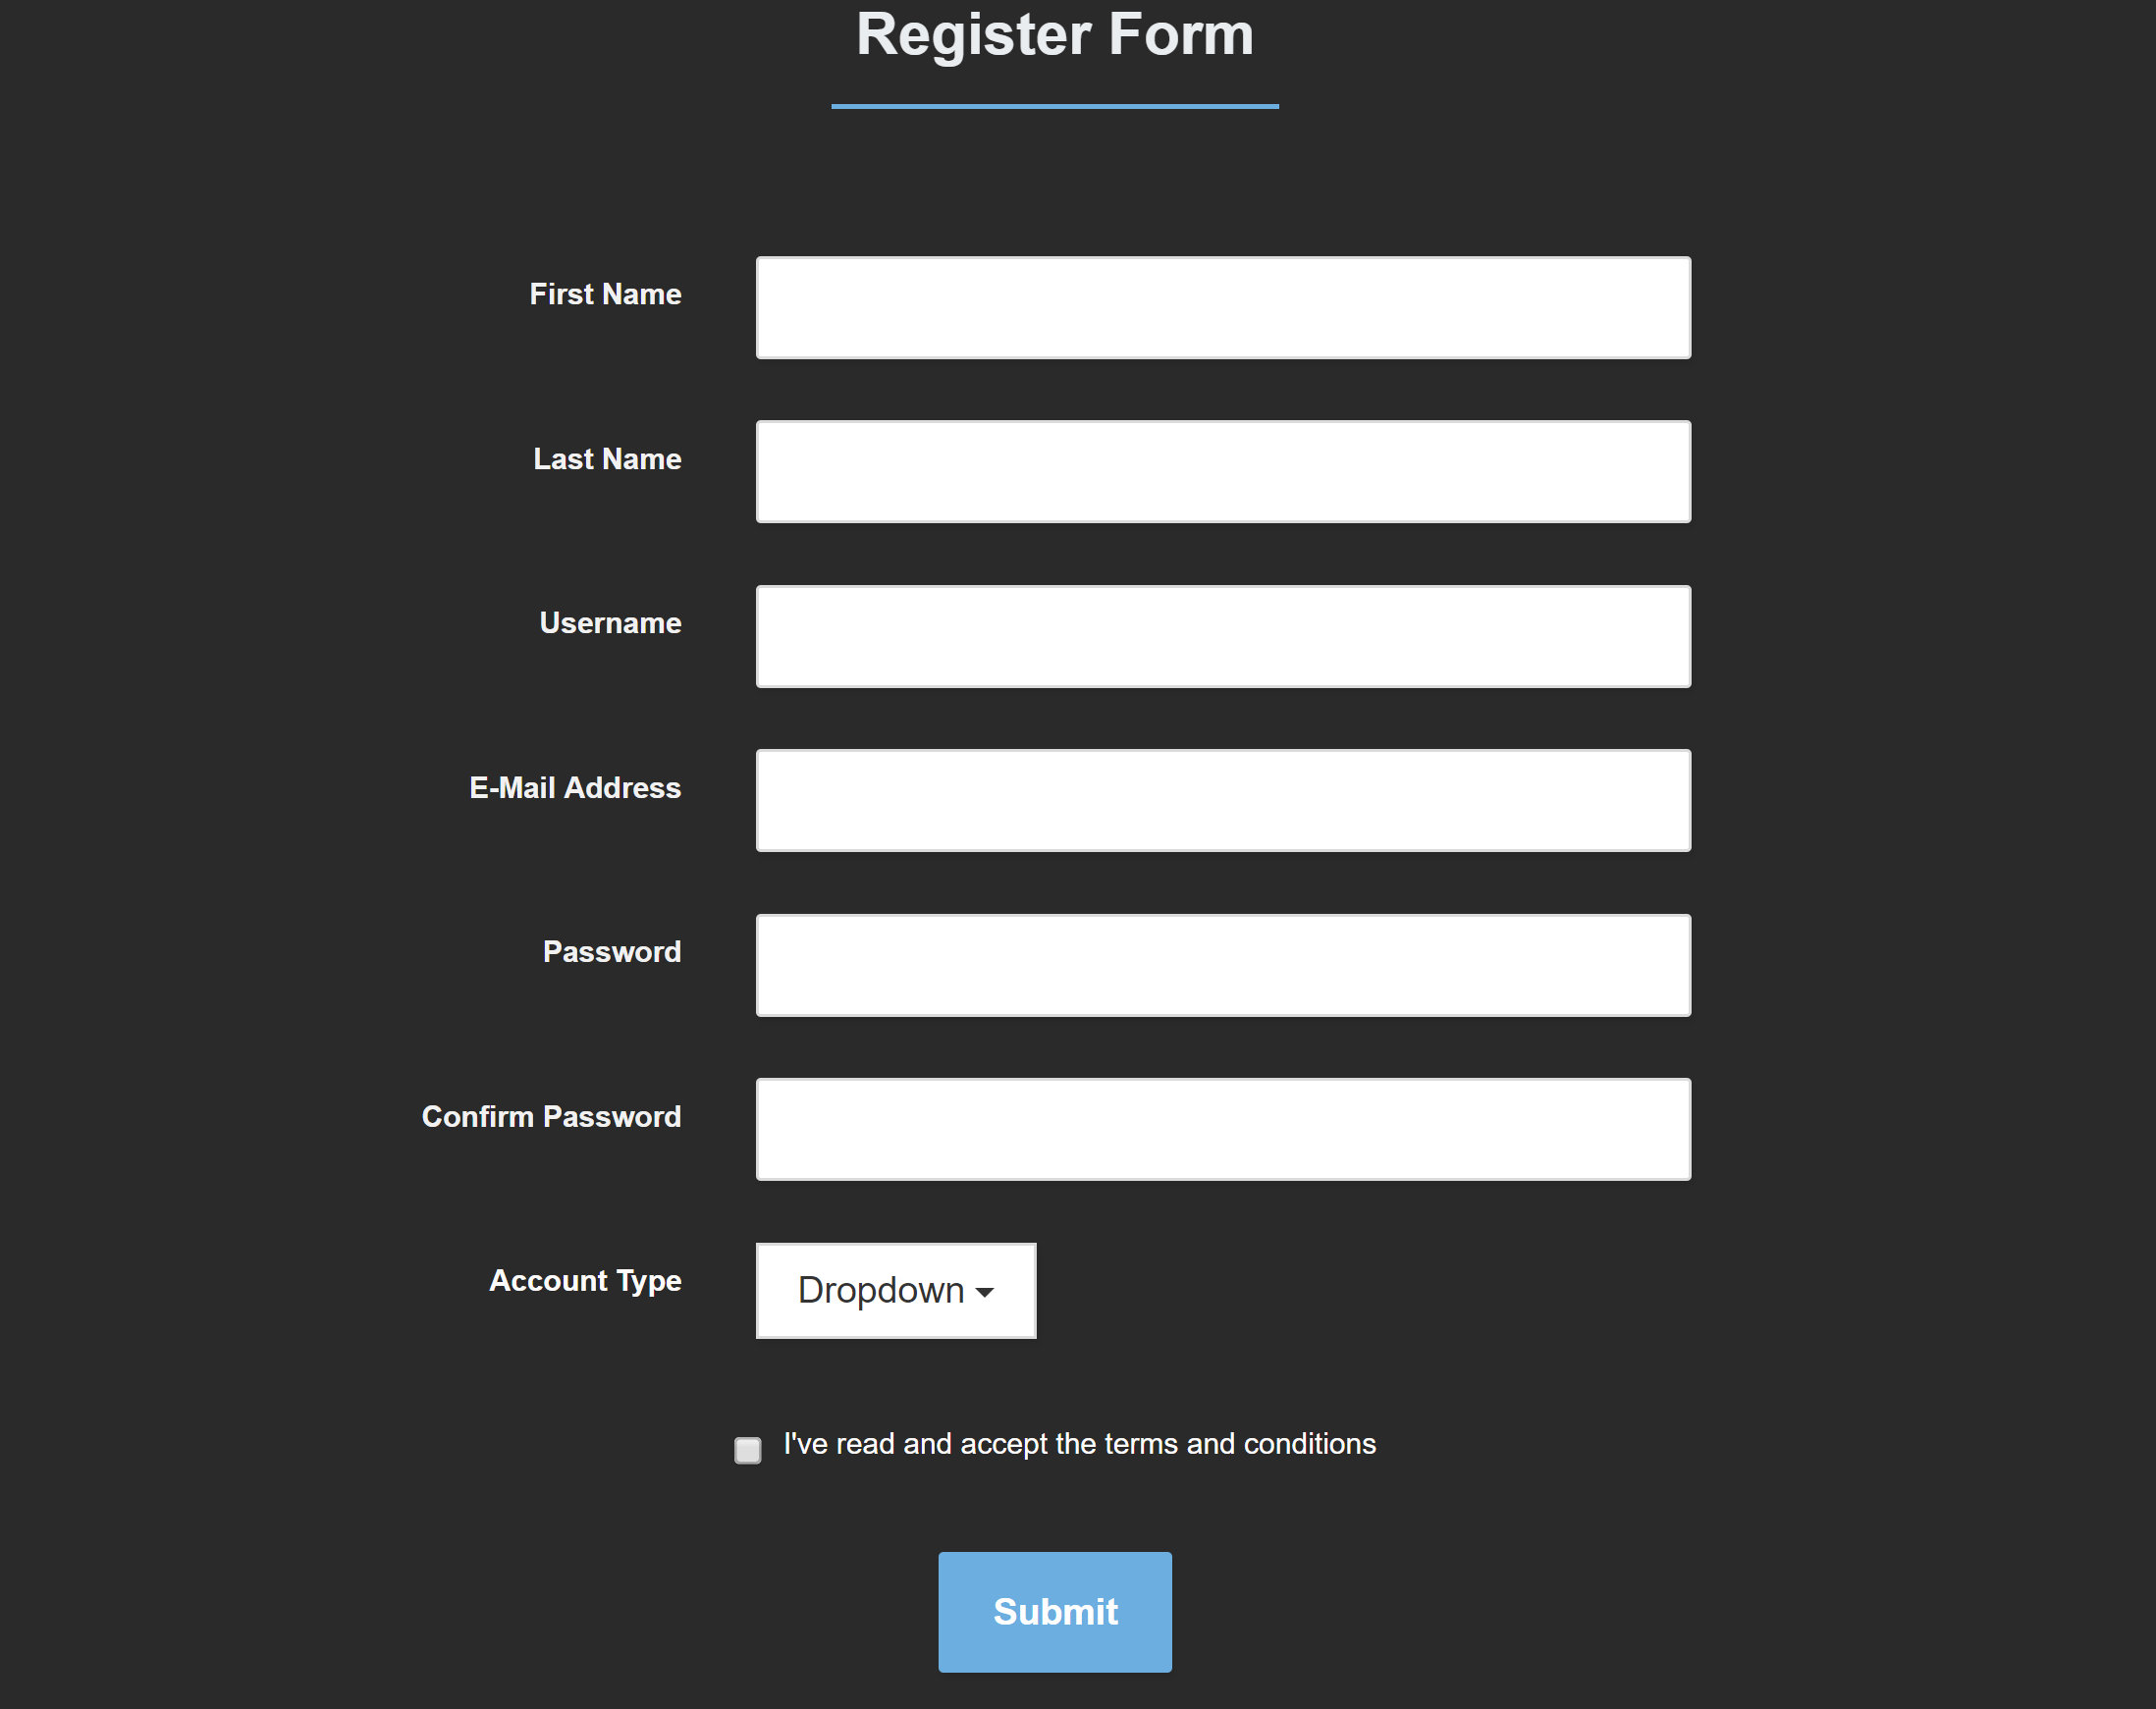 Register Form
First Name
Last Name
Username
E-Mail Address
Password
Confirm Password
Account Type
Dropdown
I've read and accept the terms and conditions
Submit